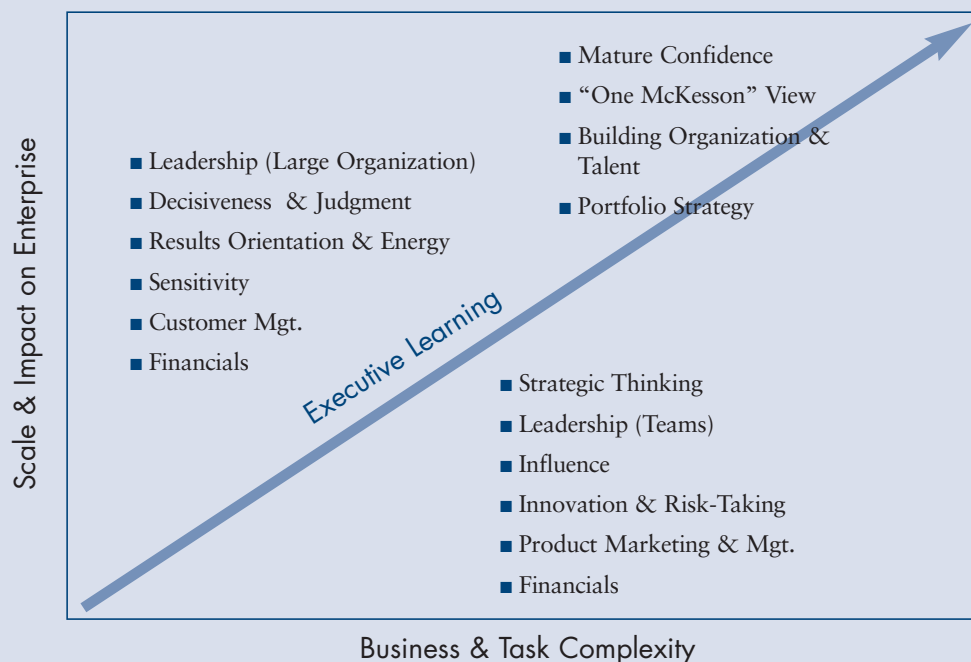 Scale & Impact on Enterprise
■ Leadership (Large Organization)
■ Decisiveness & Judgment
■ Results Orientation & Energy
■ Sensitivity
■ Customer Mgt.
■ Financials
■ Mature Confidence
■ “One McKesson” View
■ Building Organization &
Talent
■ Portfolio Strategy
Executive Learning
■ Strategic Thinking
■ Leadership (Teams)
■ Influence
■ Innovation & Risk-Taking
■ Product Marketing & Mgt.
■ Financials
Business & Task Complexity